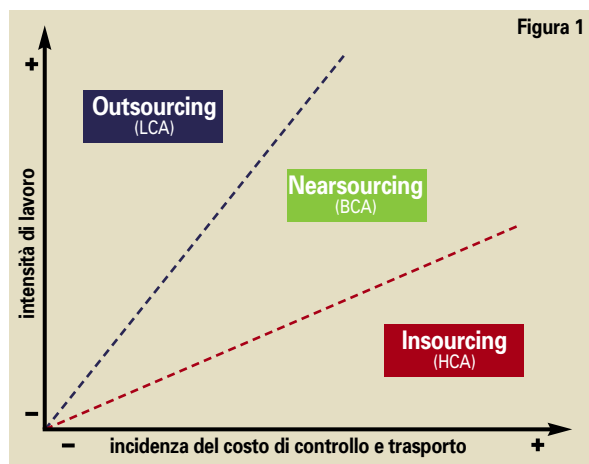 Figura 1
+
Outsourcing
(LCA)
Nearsourcing
(BCA)
intensità di lavoro
Insourcing
(HCA)
–
– incidenza del costo di controllo e trasporto +